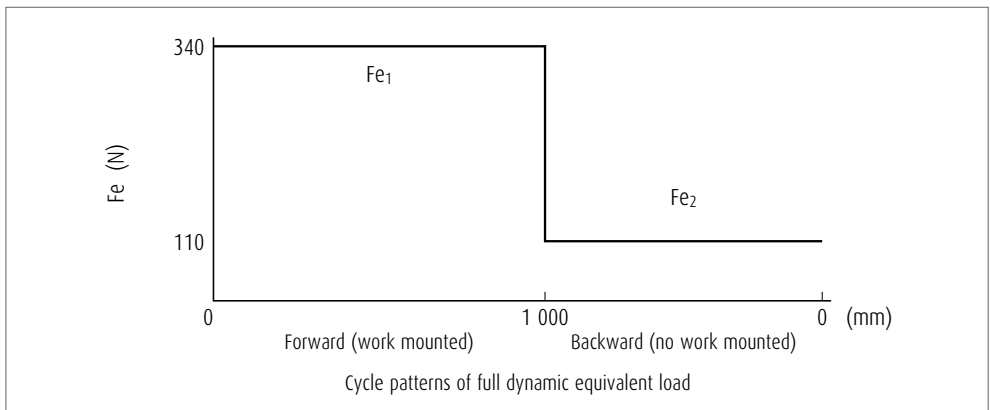 340
Fe1
Fe (N)
Fe2
110
0 1 000 0 (mm)
Forward (work mounted) Backward (no work mounted)
Cycle patterns of full dynamic equivalent load